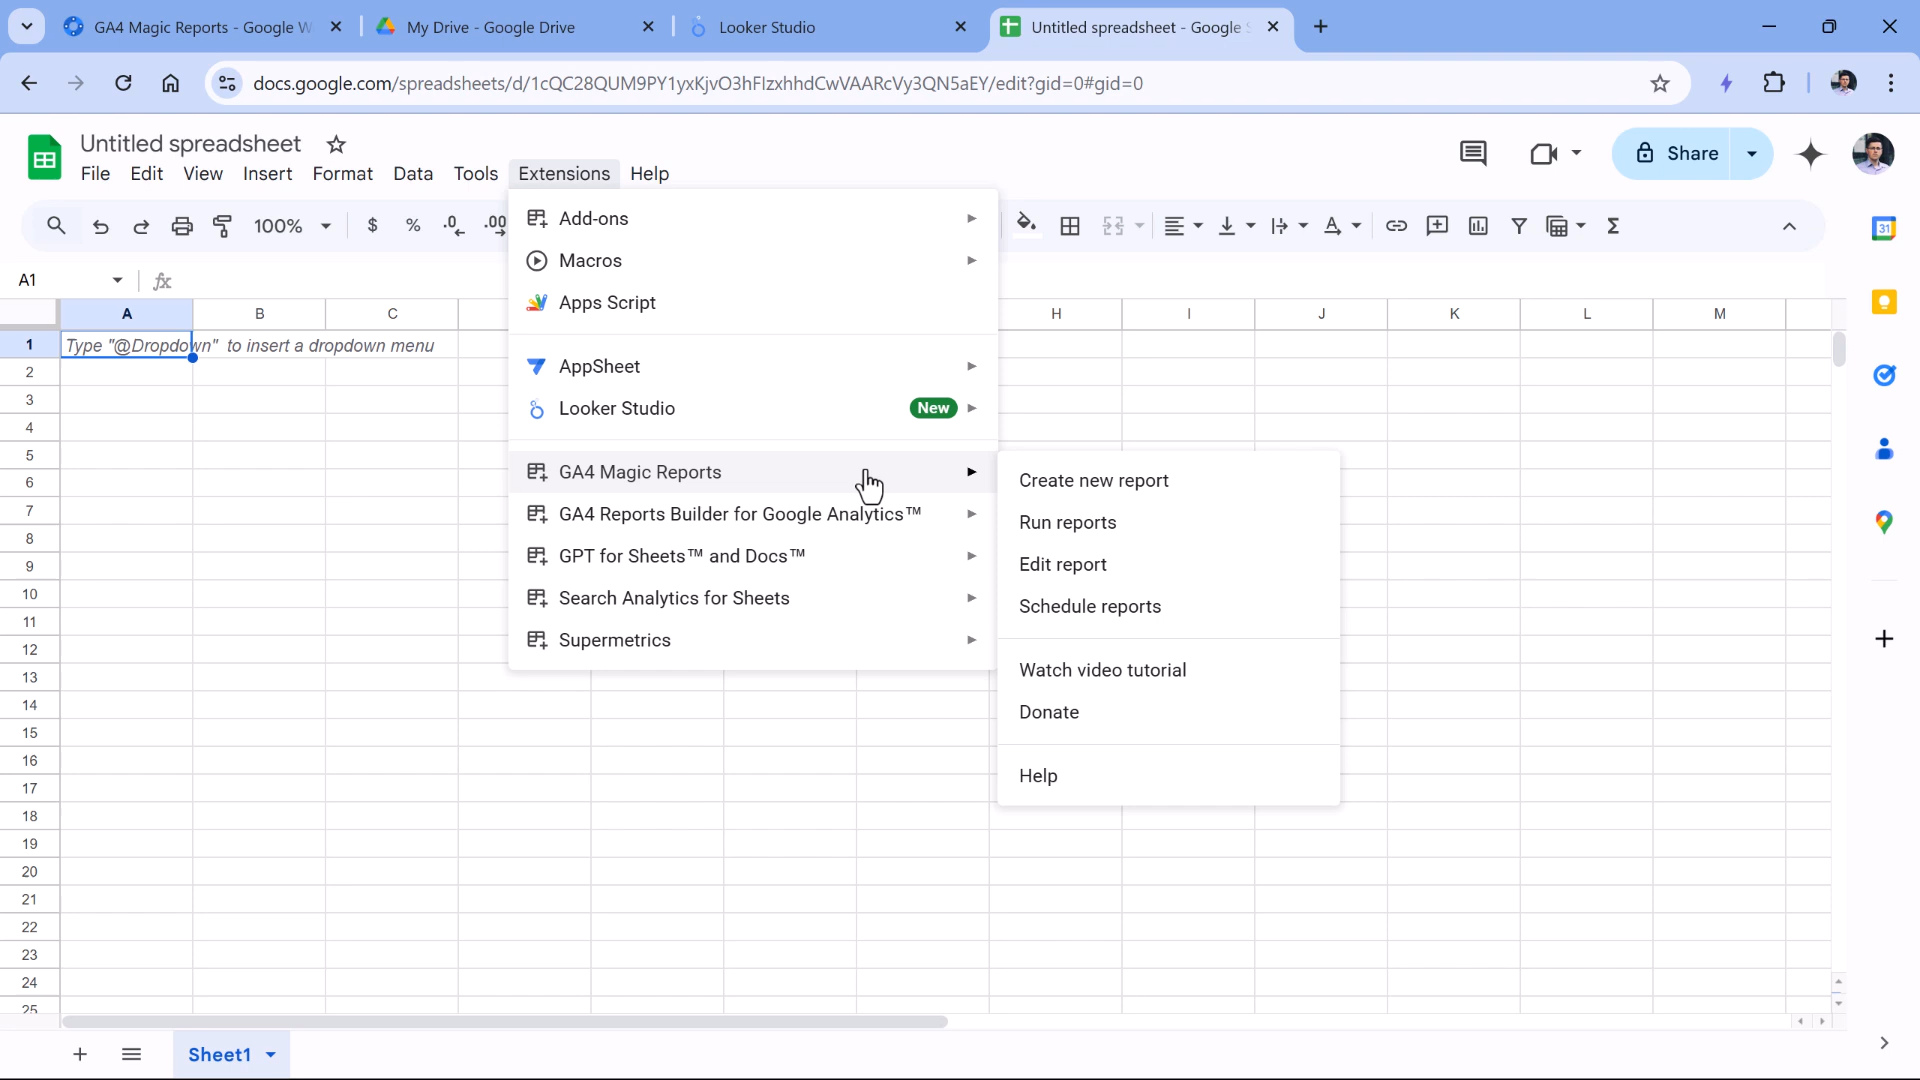 GA4 Magic Reports - Google W
My Drive - Google Drive
Looker Studio
Untitled spreadsheet - Google S
docs.google.com/spreadsheets/d/1cQC28QUM9PY1yxKjvO3hFIzxhhdCwVAARcVy3QN5aEY/edit?gid=0#gid=0
Untitled spreadsheet
File Edit View Insert Format Data Tools Extensions Help
Share
31
100% $ % .0 .00
A1
fx
A B C H I J K L M
1 Type "@Dropdown" to insert a dropdown menu
2
3
4
5
6
7
8
9
10
11
12
13
14
15
16
17
18
19
20
21
22
23
24
25
Add-ons
Macros
Apps Script
AppSheet
Looker Studio New
GA4 Magic Reports
GA4 Reports Builder for Google Analytics™
GPT for Sheets™ and Docs™
Search Analytics for Sheets
Supermetrics
Create new report
Run reports
Edit report
Schedule reports
Watch video tutorial
Donate
Help
Sheet1